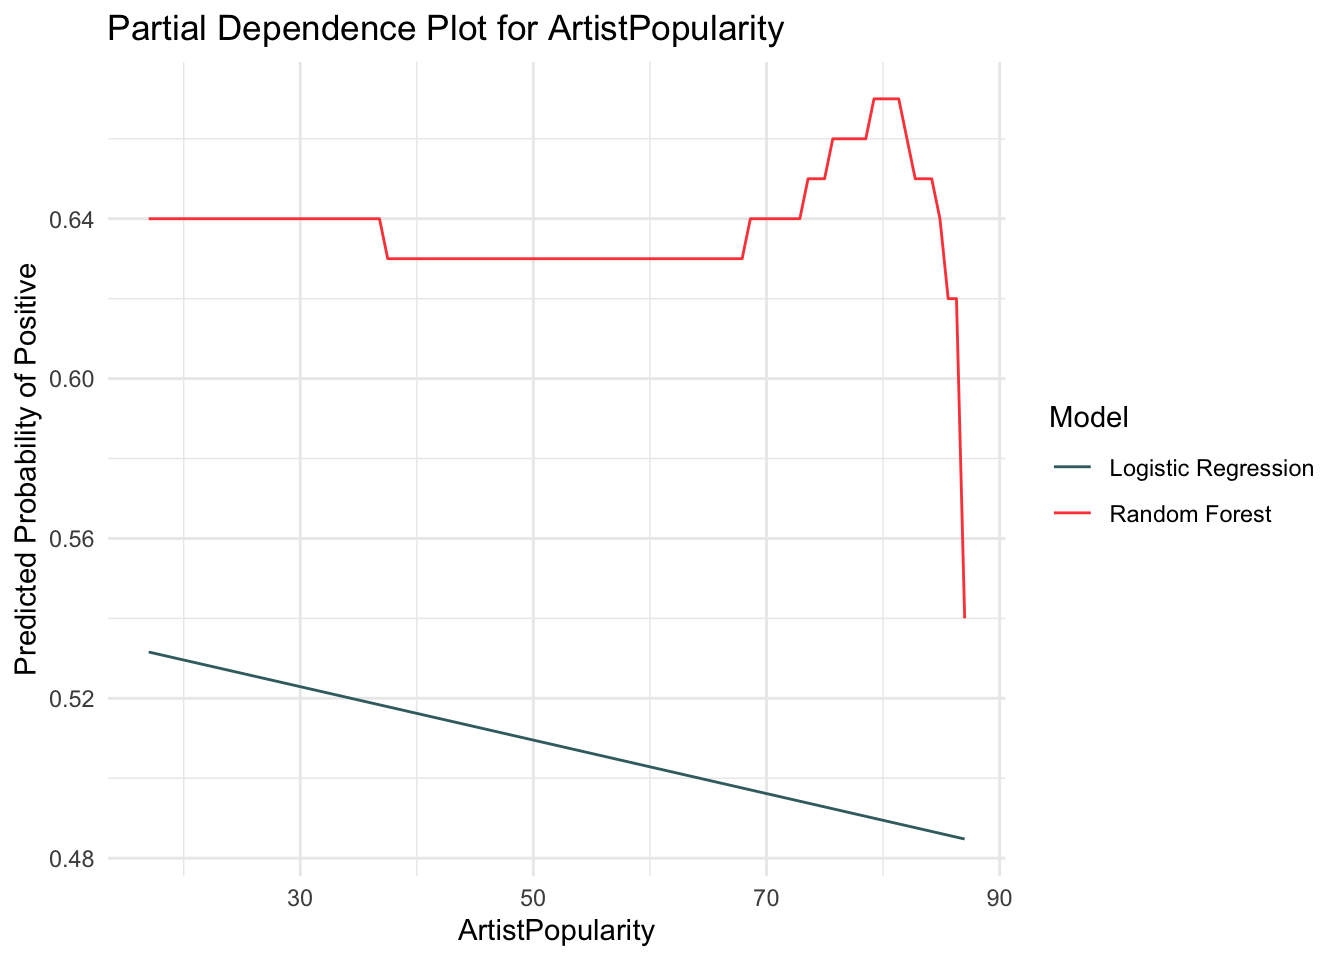 Partial Dependence Plot for ArtistPopularity
Predicted Probability of Positive
0.64
0.60
0.56
0.52
0.48
30 50 70 90
ArtistPopularity
Model
Logistic Regression
Random Forest